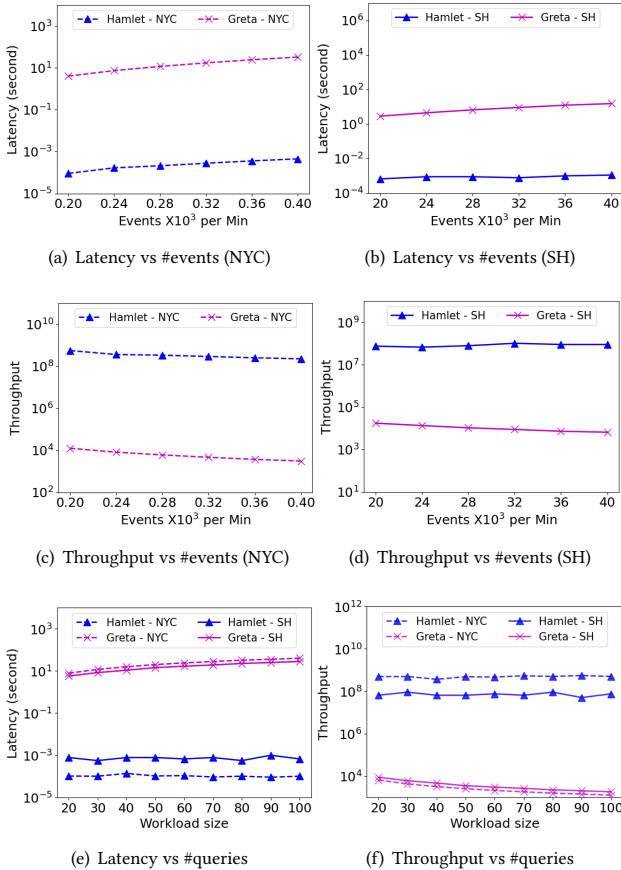 Hamlet - NYC Greta - NYC
10^3
10^1
10^-1
10^-3
10^-5
Latency (second)
0.20 0.24 0.28 0.32 0.36 0.40
Events X10^3 per Min
(a) Latency vs #events (NYC)
Hamlet - SH Greta - SH
10^6
10^4
10^2
10^0
10^-2
10^-4
Latency (second)
20 24 28 32 36 40
Events X10^3 per Min
(b) Latency vs #events (SH)
Hamlet - NYC Greta - NYC
10^10
10^8
10^6
10^4
10^2
Throughput
0.20 0.24 0.28 0.32 0.36 0.40
Events X10^3 per Min
(c) Throughput vs #events (NYC)
Hamlet - SH Greta - SH
10^9
10^7
10^5
10^3
10^1
Throughput
20 24 28 32 36 40
Events X10^3 per Min
(d) Throughput vs #events (SH)
Hamlet - NYC Hamlet - SH
Greta - NYC Greta - SH
10^3
10^1
10^-1
10^-3
10^-5
Latency (second)
20 30 40 50 60 70 80 90 100
Workload size
(e) Latency vs #queries
Hamlet - NYC Hamlet - SH
Greta - NYC Greta - SH
10^12
10^10
10^8
10^6
10^4
Throughput
20 30 40 50 60 70 80 90 100
Workload size
(f) Throughput vs #queries